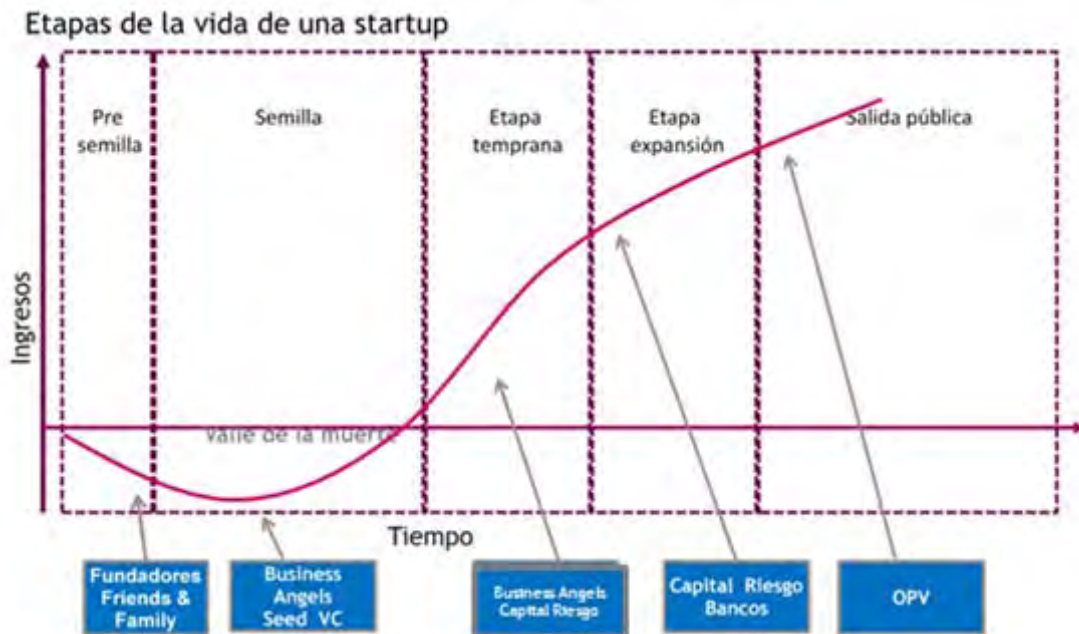 Etapas de la vida de una startup
Pre
semilla
Semilla
Etapa
temprana
Etapa
expansión
Salida pública
Ingresos
Valle de la muerte
Tiempo
Fundadores
Friends &
Family
Business
Angels
Seed VC
Business Angels
Capital Riesgo
Capital Riesgo
Bancos
OPV